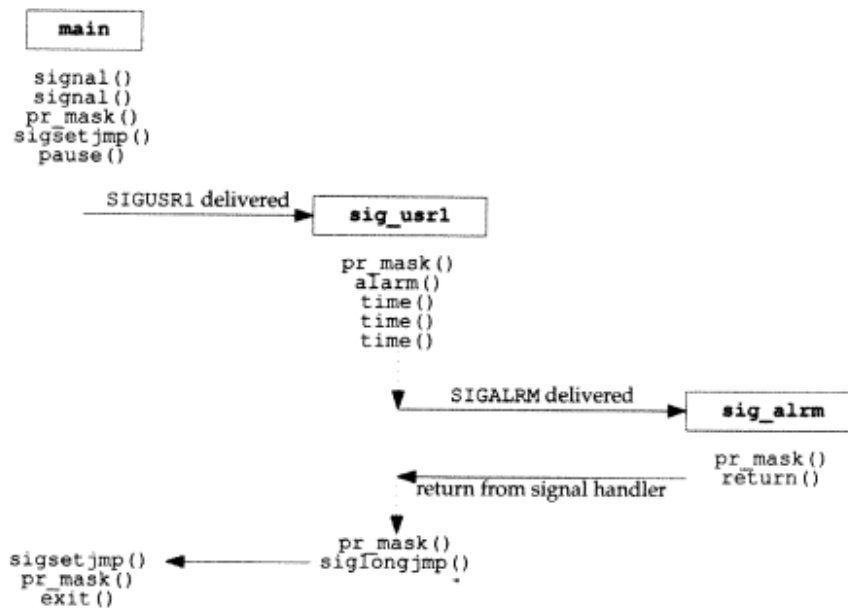 main
signal()
signal()
pr_mask()
sigsetjmp()
pause()
SIGUSR1 delivered
sig_usr1
pr_mask()
alarm()
time()
time()
time()
SIGALRM delivered
sig_alrm
pr_mask()
return()
return from signal handler
pr_mask()
siglongjmp()
sigsetjmp()
pr_mask()
exit()